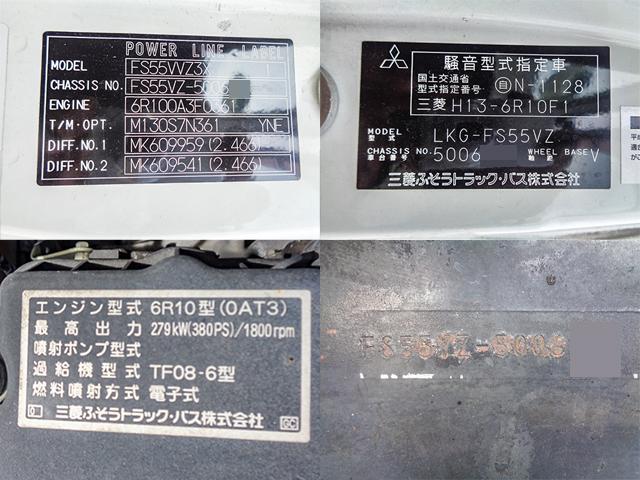 POWER LINE LABEL
MODEL FS55VVZ3X
CHASSIS NO. FS55VZ-5006
ENGINE 6R100A3F0361
T/M·OPT. M130S7N361 YNE
DIFF.NO.1 MK609959(2.466)
DIFF.NO.2 MK609541(2.466)
騒音型式指定車
国土交通省
型式指定番号 自N-1128
三菱 H13-6R10F1
MODEL
型式 LKG-FS55VZ
CHASSIS NO.
車台番号 5006 WHEEL BASE
軸距 V
三菱ふそうトラック・バス株式会社
エンジン型式 6R10型(0AT3)
最高出力 279kW(380PS)/1800rpm
噴射ポンプ型式
過給機型式 TF08-6型
燃料噴射方式 電子式
三菱ふそうトラック・バス株式会社
GC
FS55VZ-5006